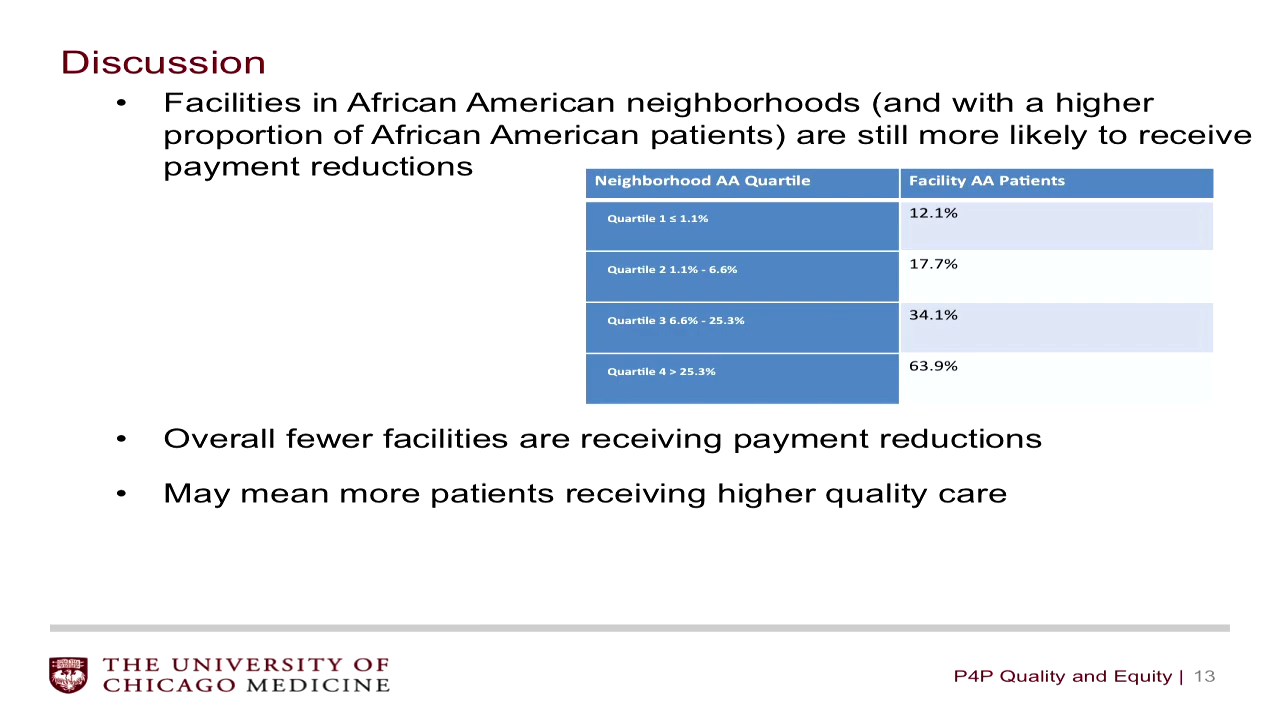 Discussion
• Facilities in African American neighborhoods (and with a higher
proportion of African American patients) are still more likely to receive
payment reductions
Neighborhood AA Quartile Facility AA Patients
Quartile 1 ≤ 1.1% 12.1%
Quartile 2 1.1% - 6.6% 17.7%
Quartile 3 6.6% - 25.3% 34.1%
Quartile 4 > 25.3% 63.9%
• Overall fewer facilities are receiving payment reductions
• May mean more patients receiving higher quality care
THE UNIVERSITY OF
CHICAGO MEDICINE
P4P Quality and Equity | 13